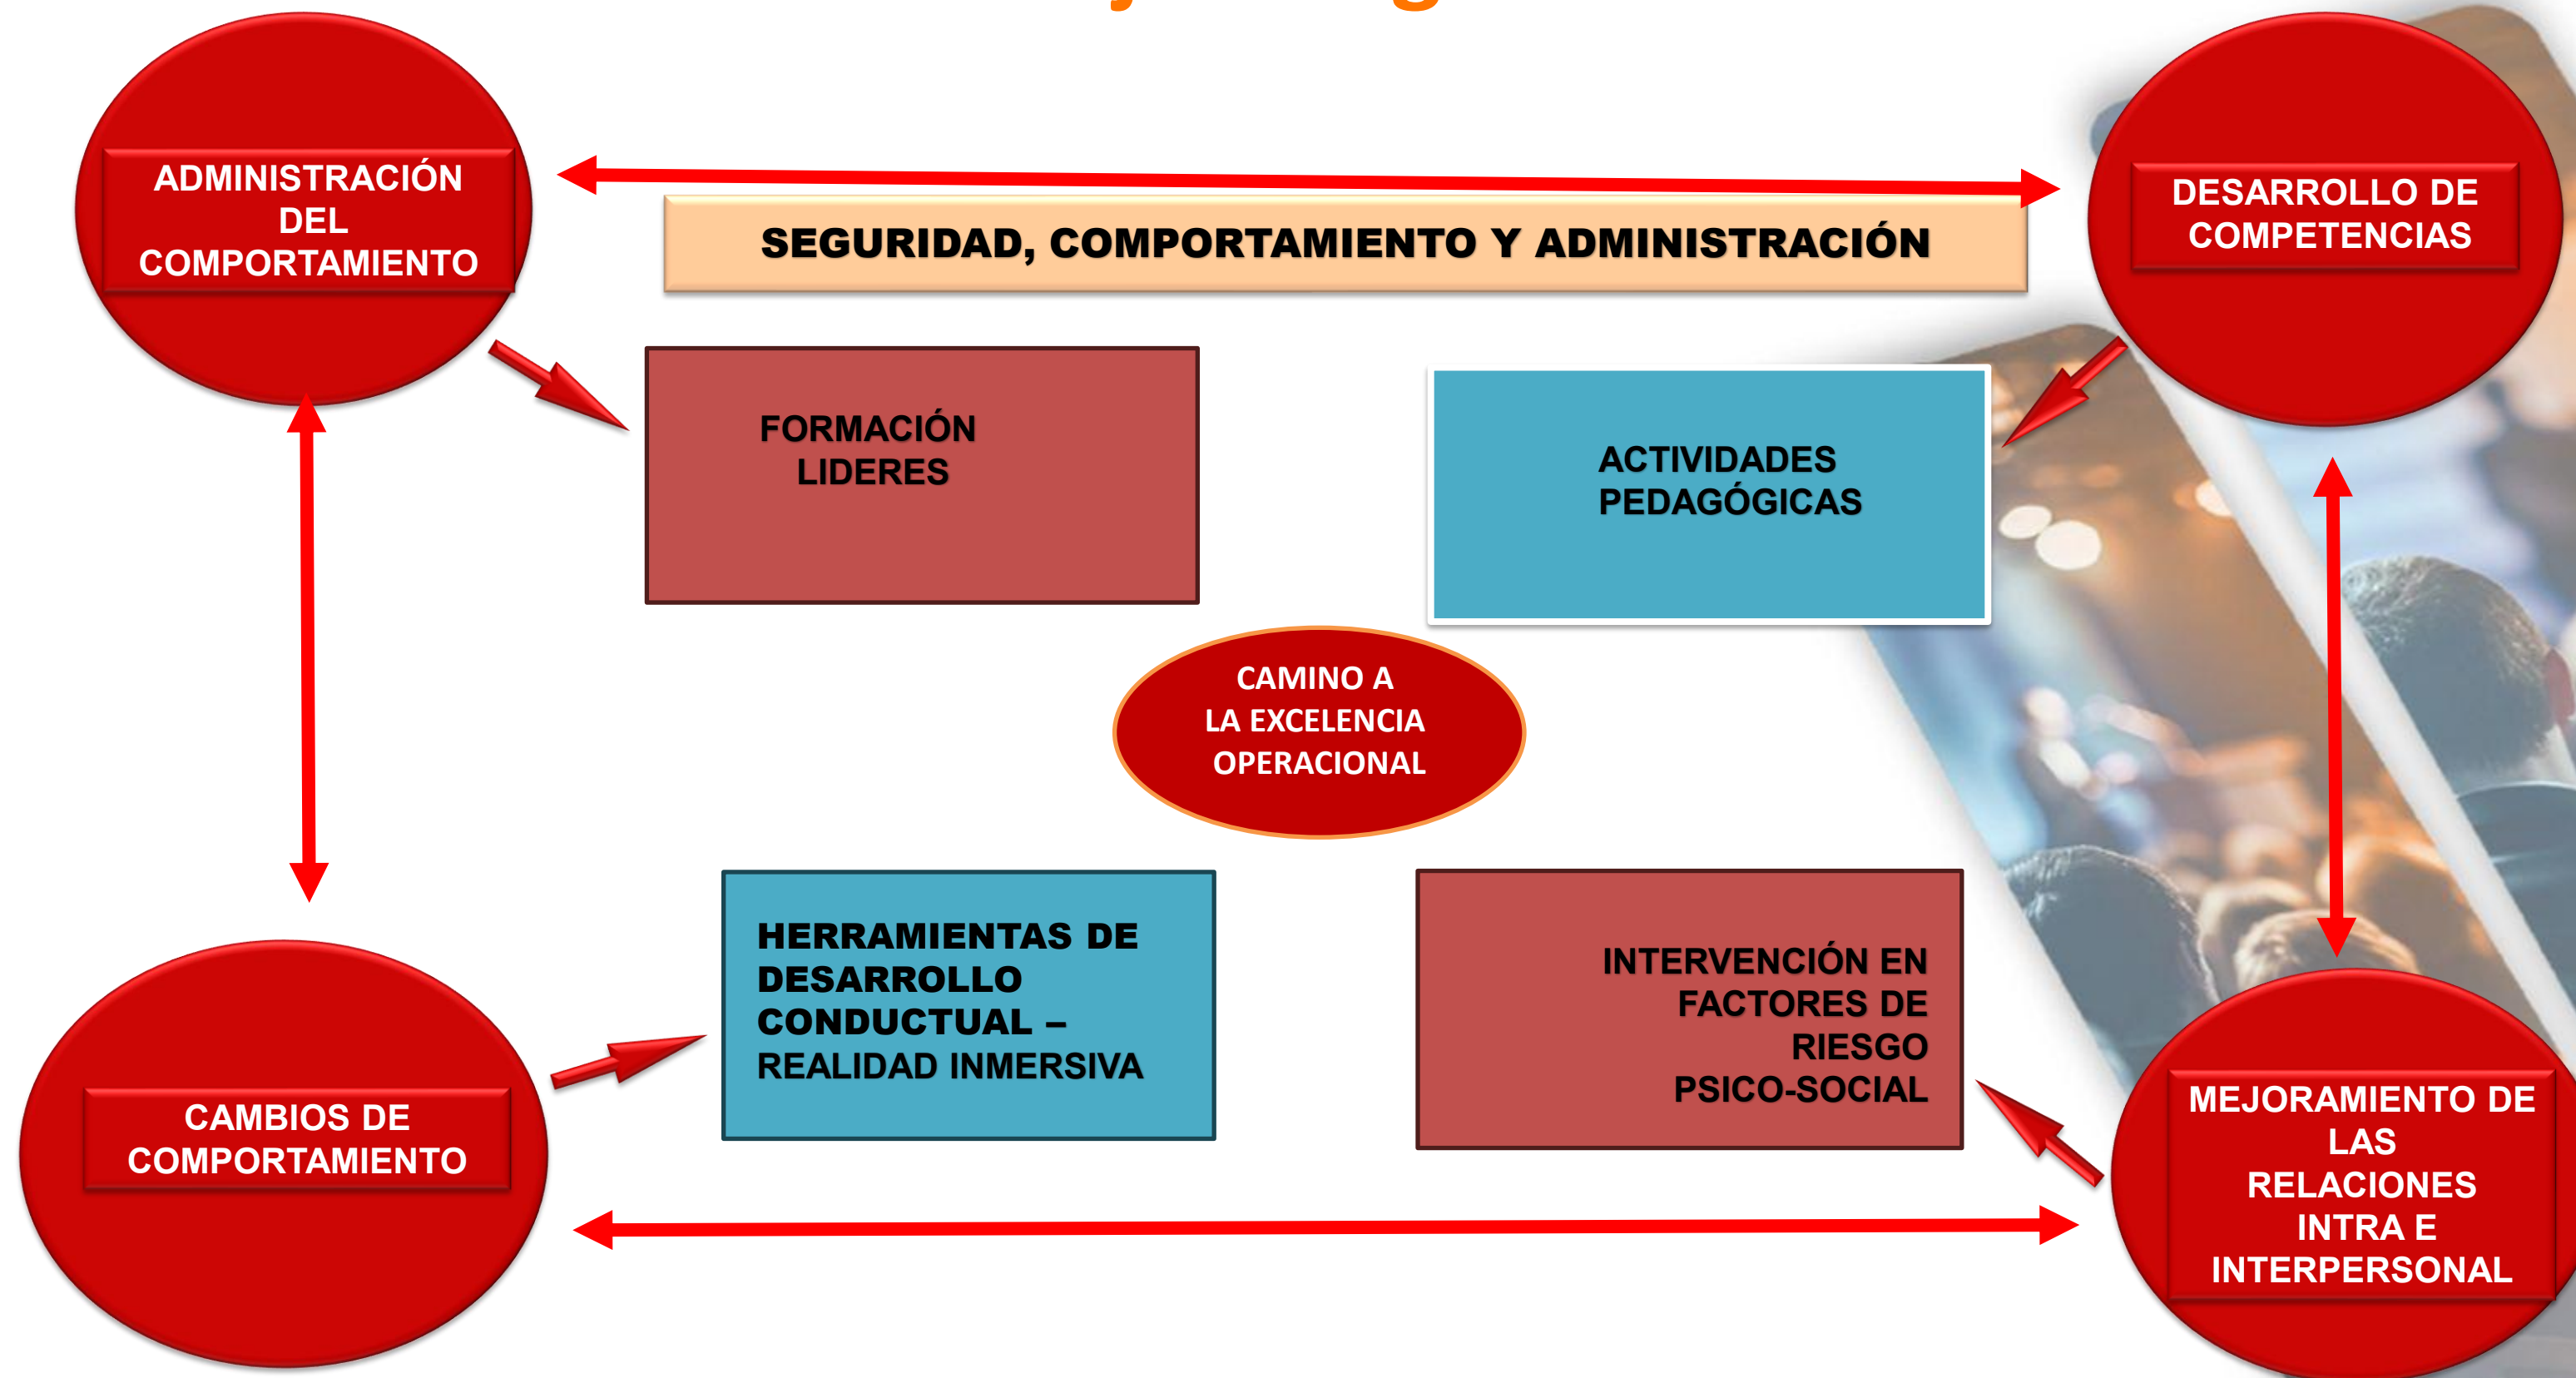 ADMINISTRACIÓN
DEL
COMPORTAMIENTO
SEGURIDAD, COMPORTAMIENTO Y ADMINISTRACIÓN
DESARROLLO DE
COMPETENCIAS
FORMACIÓN
LIDERES
ACTIVIDADES
PEDAGÓGICAS
CAMINO A
LA EXCELENCIA
OPERACIONAL
HERRAMIENTAS DE
DESARROLLO
CONDUCTUAL –
REALIDAD INMERSIVA
INTERVENCIÓN EN
FACTORES DE
RIESGO
PSICO-SOCIAL
CAMBIOS DE
COMPORTAMIENTO
MEJORAMIENTO DE
LAS
RELACIONES
INTRA E
INTERPERSONAL